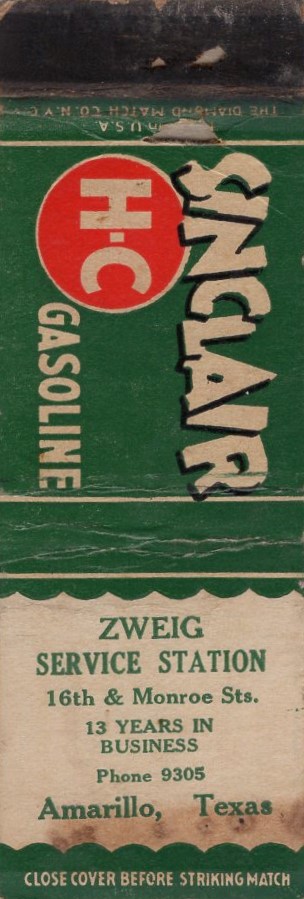 THE DIAMOND MATCH CO. N.Y.C.
U.S.A
SINCLAIR
H-C
GASOLINE
ZWEIG
SERVICE STATION
16th & Monroe Sts.
13 YEARS IN
BUSINESS
Phone 9305
Amarillo, Texas
CLOSE COVER BEFORE STRIKING MATCH